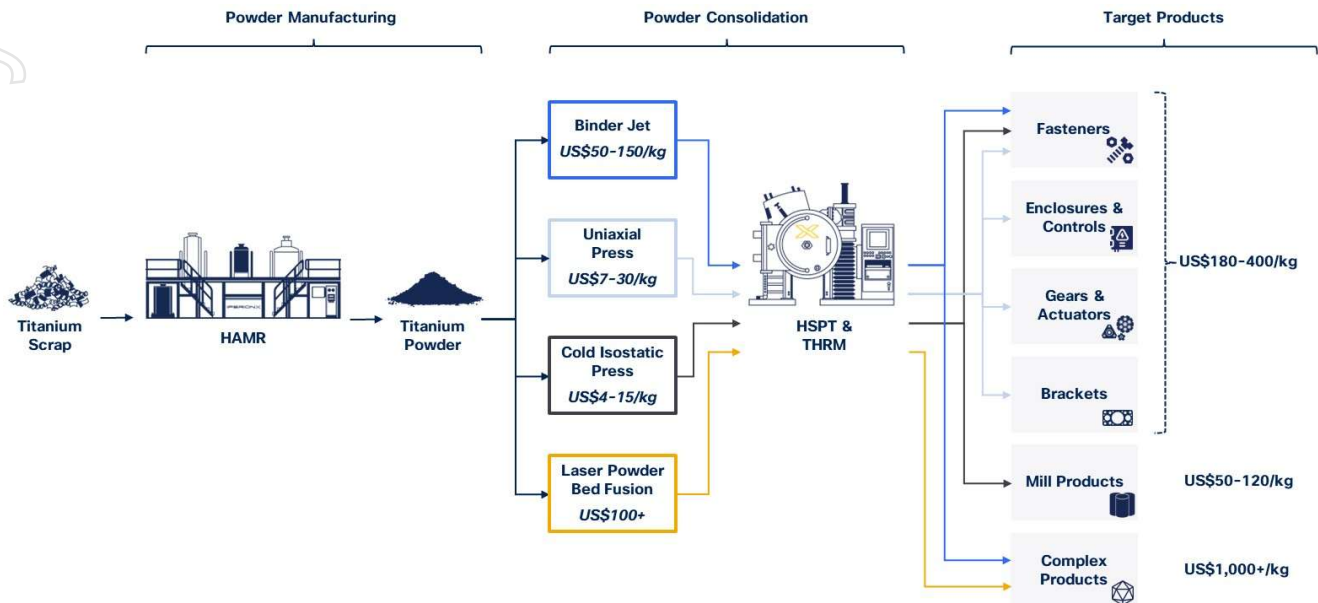 Powder Manufacturing
Powder Consolidation
Target Products
Titanium
Scrap
IPERIONX
HAMR
Titanium
Powder
Binder Jet
US$50-150/kg
Uniaxial
Press
US$7-30/kg
Cold Isostatic
Press
US$4-15/kg
Laser Powder
Bed Fusion
US$100+
HSPT &
THRM
Fasteners
Enclosures &
Controls
Gears &
Actuators
Brackets
US$180-400/kg
Mill Products
US$50-120/kg
Complex
Products
US$1,000+/kg